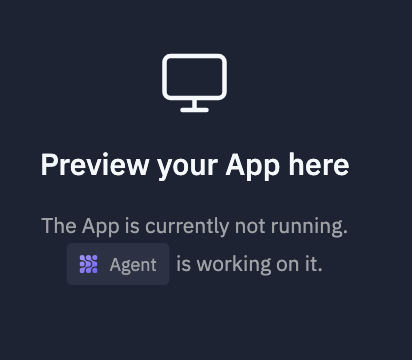 Preview your App here
The App is currently not running.
Agent is working on it.